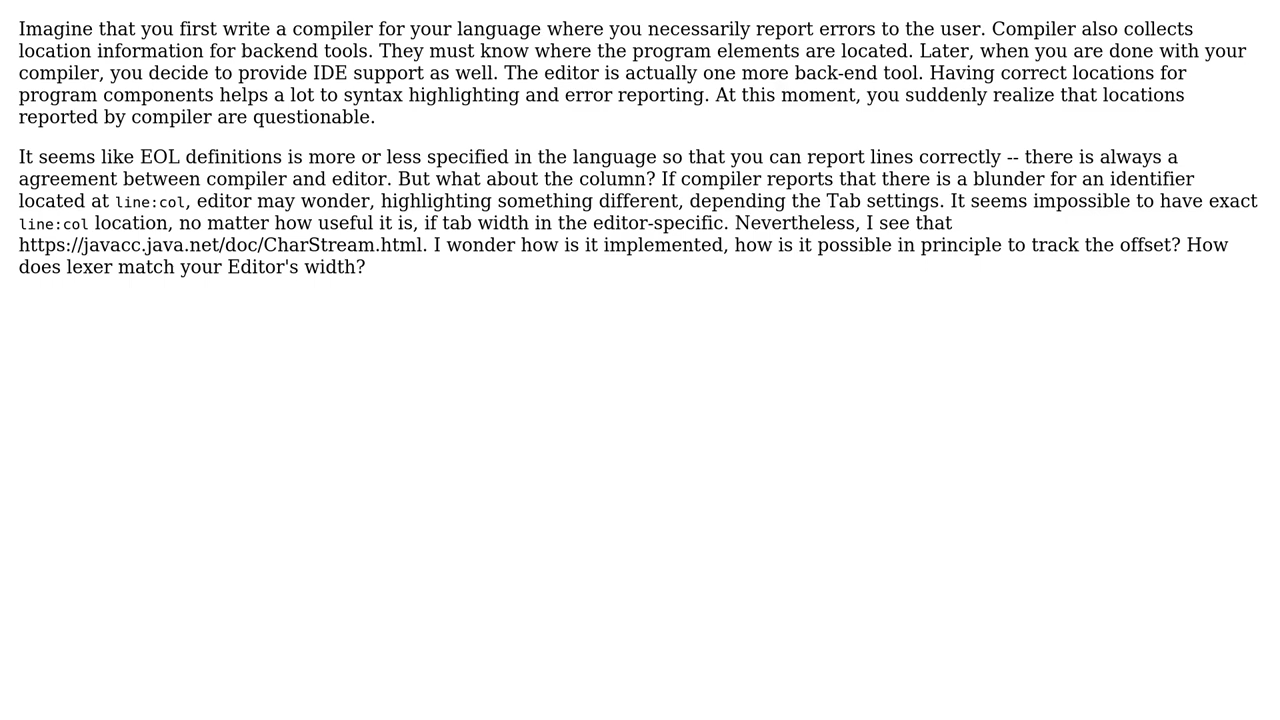 Imagine that you first write a compiler for your language where you necessarily report errors to the user. Compiler also collects
location information for backend tools. They must know where the program elements are located. Later, when you are done with your
compiler, you decide to provide IDE support as well. The editor is actually one more back-end tool. Having correct locations for
program components helps a lot to syntax highlighting and error reporting. At this moment, you suddenly realize that locations
reported by compiler are questionable.
It seems like EOL definitions is more or less specified in the language so that you can report lines correctly -- there is always a
agreement between compiler and editor. But what about the column? If compiler reports that there is a blunder for an identifier
located at line:col, editor may wonder, highlighting something different, depending the Tab settings. It seems impossible to have exact
line:col location, no matter how useful it is, if tab width in the editor-specific. Nevertheless, I see that
https://javacc.java.net/doc/CharStream.html. I wonder how is it implemented, how is it possible in principle to track the offset? How
does lexer match your Editor's width?